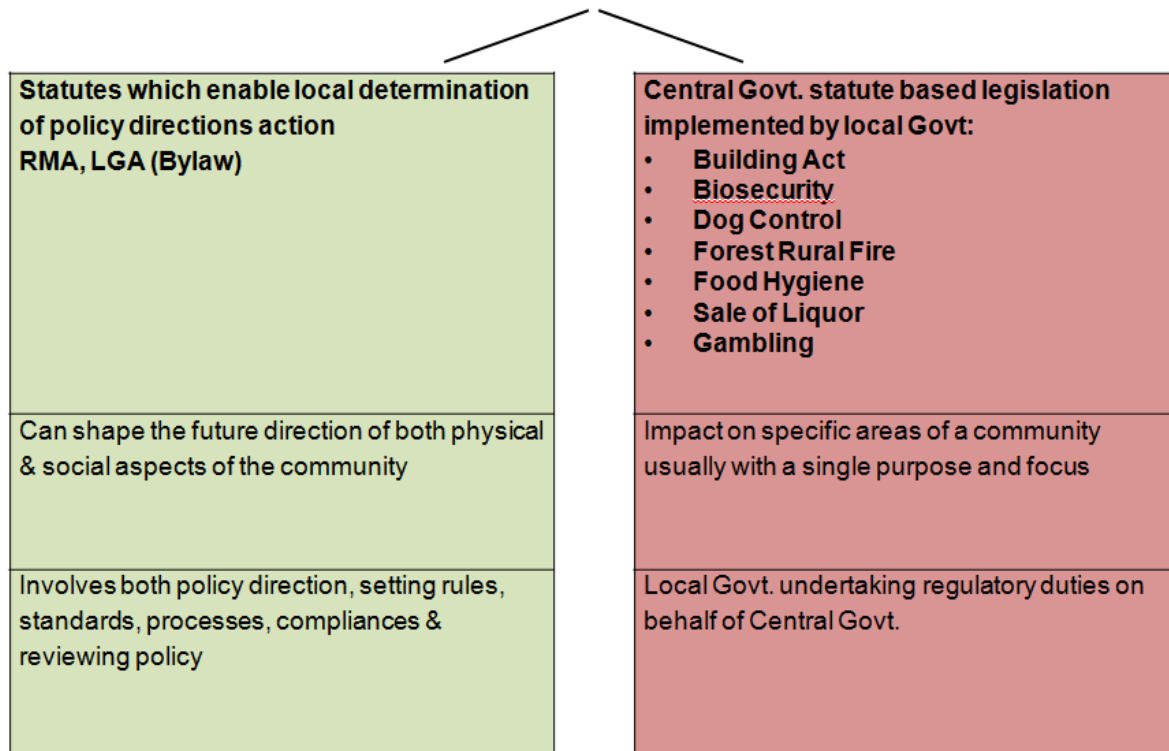 Statutes which enable local determination
of policy directions action
RMA, LGA (Bylaw)
Can shape the future direction of both physical
& social aspects of the community
Involves both policy direction, setting rules,
standards, processes, compliances &
reviewing policy
Central Govt. statute based legislation
implemented by local Govt:
• Building Act
• Biosecurity
• Dog Control
• Forest Rural Fire
• Food Hygiene
• Sale of Liquor
• Gambling
Impact on specific areas of a community
usually with a single purpose and focus
Local Govt. undertaking regulatory duties on
behalf of Central Govt.